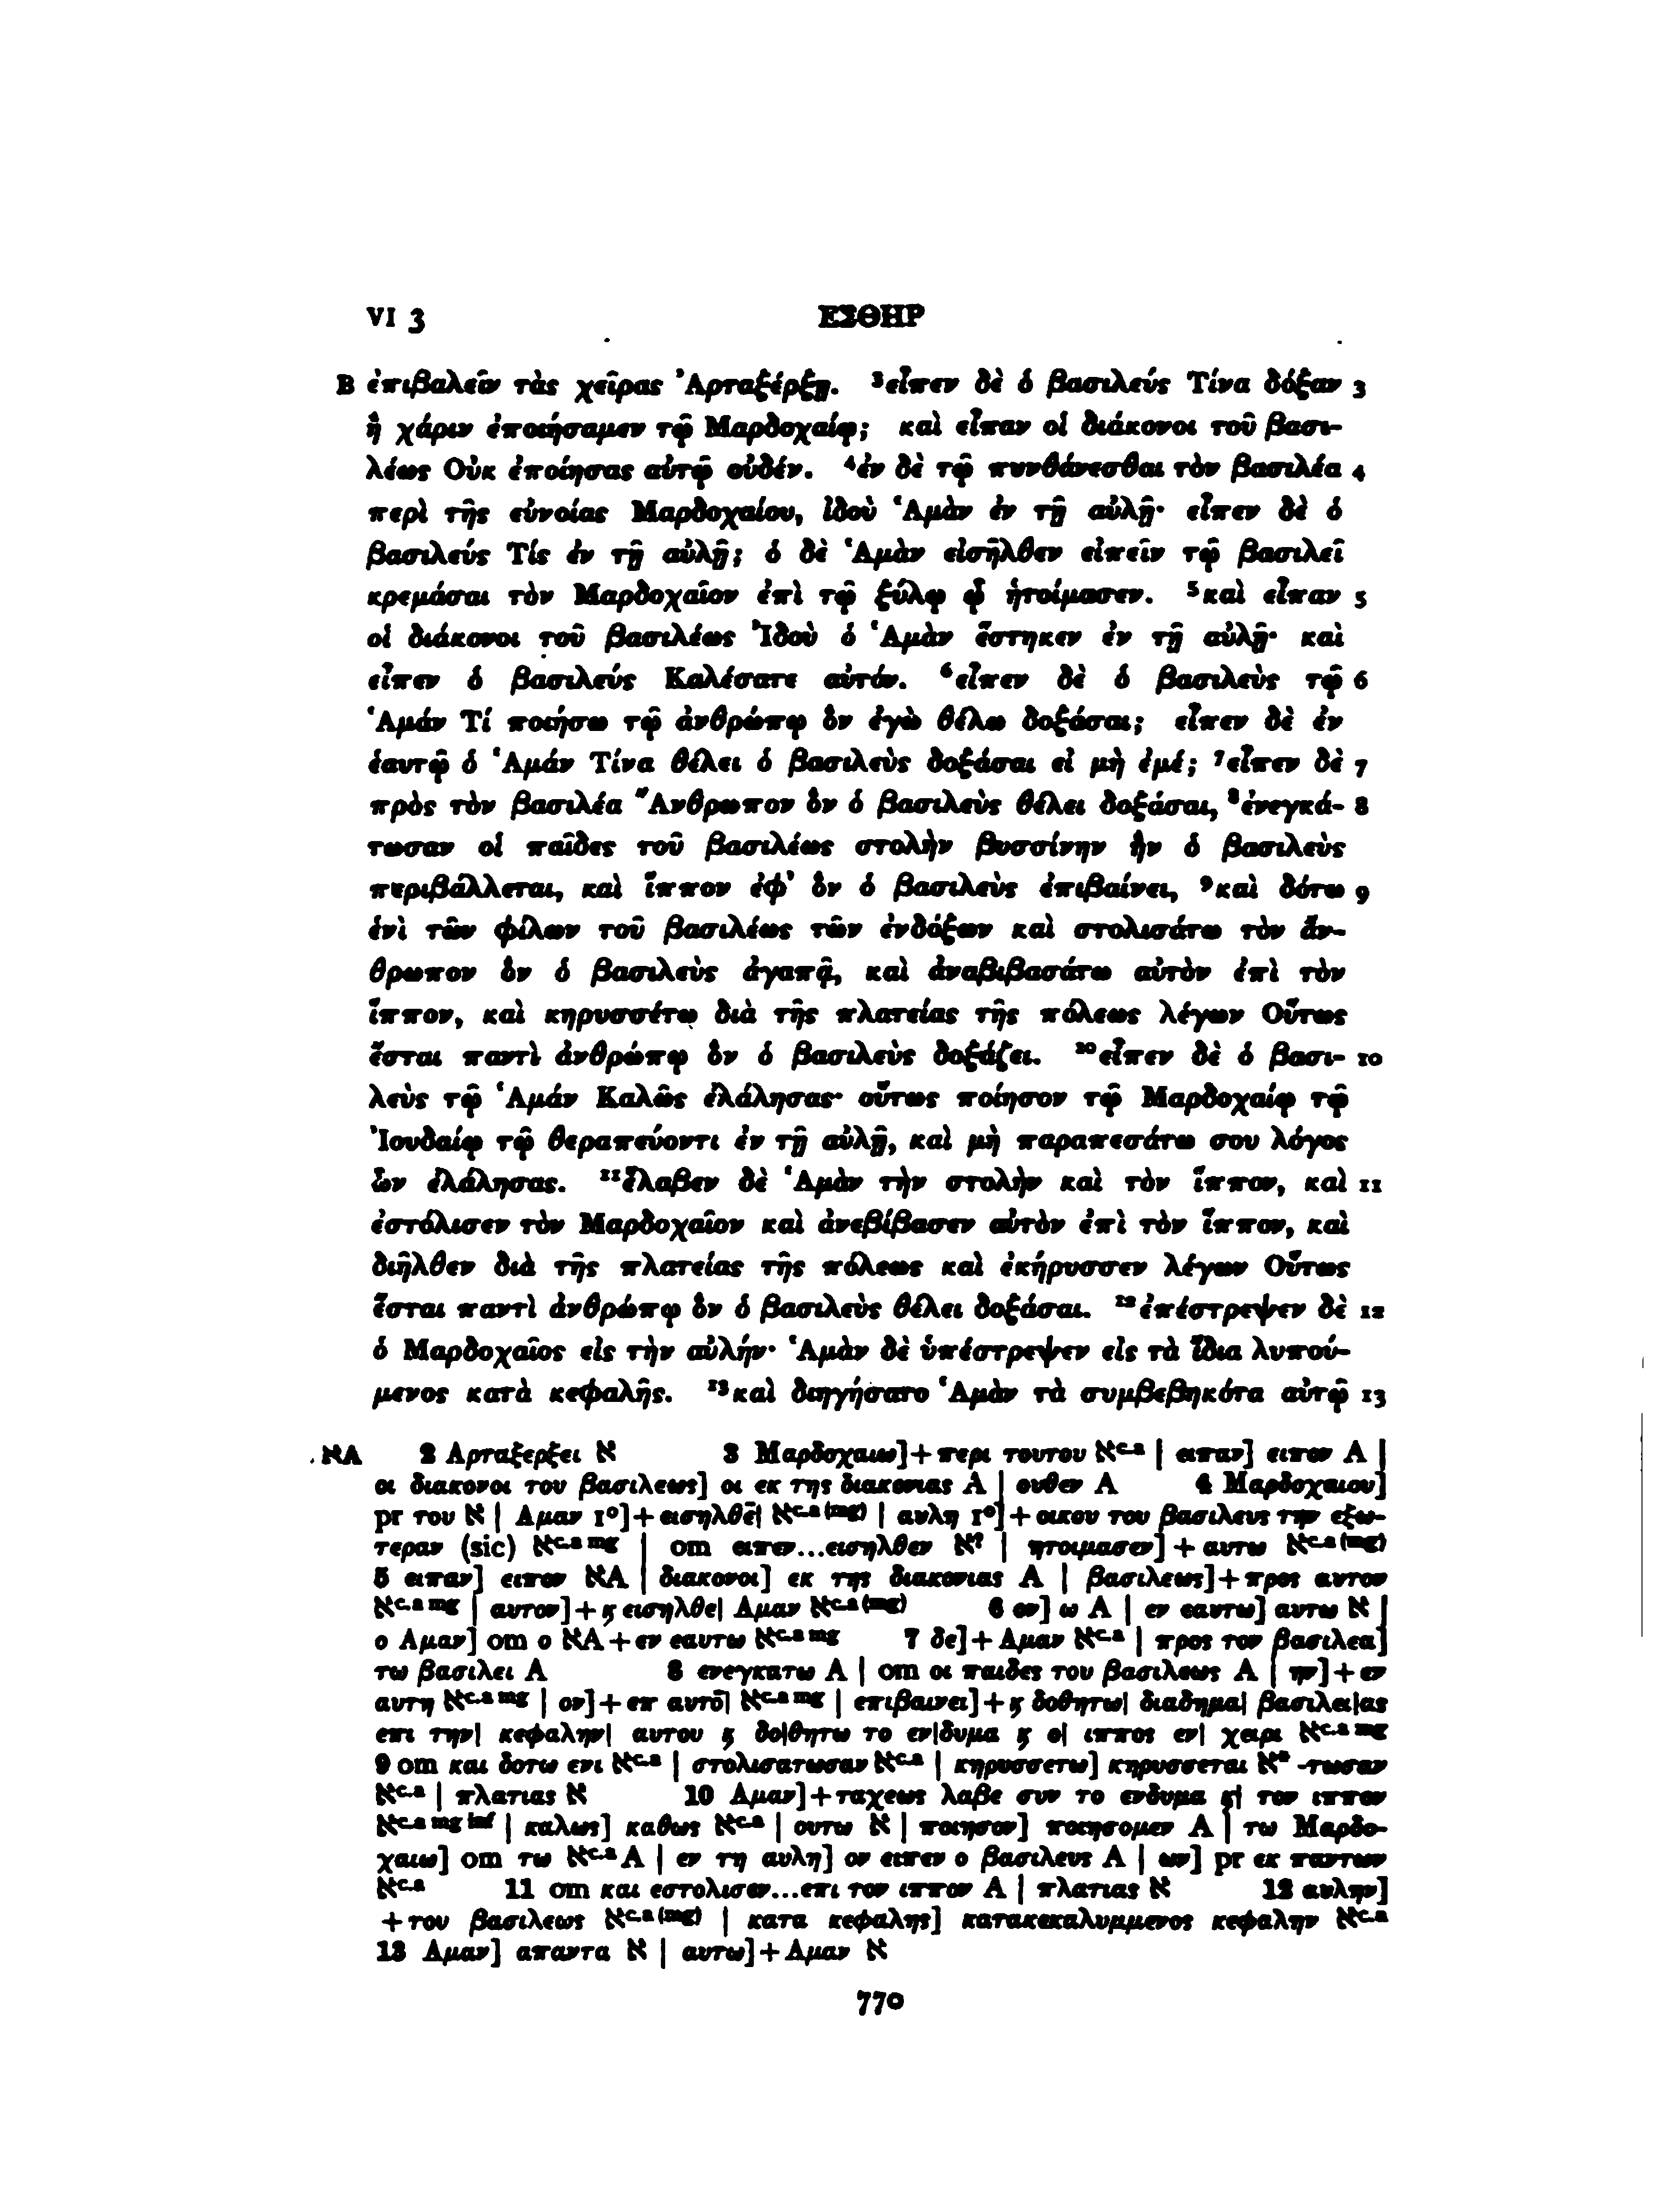 VI 3 ΕΣΘΗΡ
B ἐπιβαλεῖν τὰς χεῖρας Ἀρταξέρξῃ. ³εἶπεν δὲ ὁ βασιλεύς Τίνα δόξαν 3
ἢ χάριν ἐποιήσαμεν τῷ Μαρδοχαίῳ; καὶ εἶπαν οἱ διάκονοι τοῦ βασι-
λέως Οὐκ ἐποίησας αὐτῷ οὐδέν. ⁴ἐν δὲ τῷ πυνθάνεσθαι τὸν βασιλέα 4
περὶ τῆς εὐνοίας Μαρδοχαίου, ἰδοὺ Ἁμὰν ἐν τῇ αὐλῇ· εἶπεν δὲ ὁ
βασιλεύς Τίς ἐν τῇ αὐλῇ; ὁ δὲ Ἁμὰν εἰσῆλθεν εἰπεῖν τῷ βασιλεῖ
κρεμάσαι τὸν Μαρδοχαῖον ἐπὶ τῷ ξύλῳ ᾧ ἡτοίμασεν. ⁵καὶ εἶπαν 5
οἱ διάκονοι τοῦ βασιλέως Ἰδοὺ ὁ Ἁμὰν ἕστηκεν ἐν τῇ αὐλῇ· καὶ
εἶπεν ὁ βασιλεύς Καλέσατε αὐτόν. ⁶εἶπεν δὲ ὁ βασιλεὺς τῷ 6
Ἁμάν Τί ποιήσω τῷ ἀνθρώπῳ ὃν ἐγὼ θέλω δοξάσαι; εἶπεν δὲ ἐν
ἑαυτῷ ὁ Ἁμάν Τίνα θέλει ὁ βασιλεὺς δοξάσαι εἰ μὴ ἐμέ; ⁷εἶπεν δὲ 7
πρὸς τὸν βασιλέα Ἄνθρωπον ὃν ὁ βασιλεὺς θέλει δοξάσαι, ⁸ἐνεγκά- 8
τωσαν οἱ παῖδες τοῦ βασιλέως στολὴν βυσσίνην ἣν ὁ βασιλεὺς
περιβάλλεται, καὶ ἵππον ἐφ' ὃν ὁ βασιλεὺς ἐπιβαίνει, ⁹καὶ δότω 9
ἑνὶ τῶν φίλων τοῦ βασιλέως τῶν ἐνδόξων καὶ στολισάτω τὸν ἄν-
θρωπον ὃν ὁ βασιλεὺς ἀγαπᾷ, καὶ ἀναβιβασάτω αὐτὸν ἐπὶ τὸν
ἵππον, καὶ κηρυσσέτω διὰ τῆς πλατείας τῆς πόλεως λέγων Οὕτως
ἔσται παντὶ ἀνθρώπῳ ὃν ὁ βασιλεὺς δοξάζει. ¹⁰εἶπεν δὲ ὁ βασι- 10
λεὺς τῷ Ἁμάν Καλῶς ἐλάλησας· οὕτως ποίησον τῷ Μαρδοχαίῳ τῷ
Ἰουδαίῳ τῷ θεραπεύοντι ἐν τῇ αὐλῇ, καὶ μὴ παραπεσάτω σου λόγος
ὧν ἐλάλησας. ¹¹ἔλαβεν δὲ Ἁμὰν τὴν στολὴν καὶ τὸν ἵππον, καὶ 11
ἐστόλισεν τὸν Μαρδοχαῖον καὶ ἀνεβίβασεν αὐτὸν ἐπὶ τὸν ἵππον, καὶ
διῆλθεν διὰ τῆς πλατείας τῆς πόλεως καὶ ἐκήρυσσεν λέγων Οὕτως
ἔσται παντὶ ἀνθρώπῳ ὃν ὁ βασιλεὺς θέλει δοξάσαι. ¹²ἐπέστρεψεν δὲ 12
ὁ Μαρδοχαῖος εἰς τὴν αὐλήν· Ἁμὰν δὲ ὑπέστρεψεν εἰς τὰ ἴδια λυπού-
μενος κατὰ κεφαλῆς. ¹³καὶ διηγήσατο Ἁμὰν τὰ συμβεβηκότα αὐτῷ 13
אA 2 Αρταξερξει א 3 Μαρδοχαιω]+περι τουτου א^c.a | ειπαν] ειπον A |
οι διακονοι του βασιλεως] οι εκ της διακονιας A | ουθεν A 4 Μαρδοχαιου]
pr του א | Αμαν 1°]+εισηλθε̄| א^c.a (mg) | αυλη 1°]+οικου του βασιλευς την εξω-
τεραν (sic) א^c.a mg | om ειπεν...εισηλθεν א^? | ητοιμασεν]+αυτω א^c.a (mg)
5 ειπαν] ειπον אA | διακονοι] εκ της διακονιας A | βασιλεως]+προς αυτον
א^c.a mg | αυτον]+ϗ εισηλθε| Αμαν א^c.a (mg) 6 ον] ω A | εν εαυτω] αυτω א |
ο Αμαν] om ο אA+εν εαυτω א^c.a mg 7 δε]+Αμαν א^c.a | προς τον βασιλεα]
τω βασιλει A 8 ενεγκατω A | om οι παιδες του βασιλεως A | ην]+εν
αυτη א^c.a mg | ον]+επ αυτο̄| א^c.a mg | επιβαινει]+ϗ δοθητω| διαδημα| βασιλει|ας
επι την| κεφαλην| αυτου ϗ δο|θητω το εν|δυμα ϗ ο| ιππος εν| χειρι א^c.a mg
9 om και δοτω ενι א^c.a | στολισατωσαν א^c.a | κηρυσσετω] κηρυσσεται א* -τωσαν
א^c.a | πλατιας א 10 Αμαν]+ταχεως λαβε συν το ενδυμα ϗ| τον ιππον
א^c.a mg inf | καλως] καθως א^c.a | ουτω א | ποιησον] ποιησομεν A | τω Μαρδο-
χαιω] om τω א^c.a A | εν τη αυλη] ον ειπεν ο βασιλευς A | ων] pr εκ παντων
א^c.a 11 om και εστολισεν...επι τον ιππον A | πλατιας א 12 αυλην]
+του βασιλεως א^c.a (mg) | κατα κεφαλης] κατακεκαλυμμενος κεφαλην א^c.a
13 Αμαν] απαντα א | αυτω]+Αμαν א
770